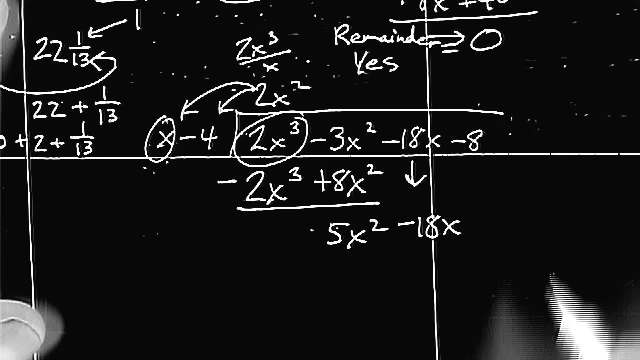 1
22 1/13
22 + 1/13
+ 2 + 1/13
Remainder → 0
= Yes
2x³/x
2x²
x - 4 2x³ - 3x² - 18x - 8
- 2x³ + 8x²
5x² - 18x